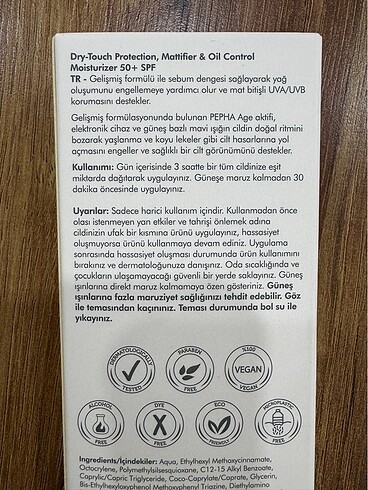 Dry-Touch Protection, Mattifier & Oil Control
Moisturizer 50+ SPF
TR - Gelişmiş formülü ile sebum dengesi sağlayarak yağ
oluşumunu engellemeye yardımcı olur ve mat bitişli UVA/UVB
korumasını destekler.
Gelişmiş formülasyonunda bulunan PEPHA Age aktifi,
elektronik cihaz ve güneş bazlı mavi ışığın cildin doğal ritmini
bozarak yaşlanma ve koyu lekeler gibi cilt hasarlarına yol
açmasını engeller ve sağlıklı bir cilt görünümünü destekler.
Kullanımı: Gün içerisinde 3 saatte bir tüm cildinize eşit
miktarda dağıtarak uygulayınız. Güneşe maruz kalmadan 30
dakika öncesinde uygulayınız.
Uyarılar: Sadece harici kullanım içindir. Kullanmadan önce
olası istenmeyen yan etkiler ve tahrişi önlemek adına
cildinizin ufak bir kısmına ürünü uygulayınız, hassasiyet
oluşmuyorsa ürünü kullanmaya devam ediniz. Uygulama
sonrasında hassasiyet oluşması durumunda ürün kullanımını
bırakınız ve dermatoloğunuza danışınız. Oda sıcaklığında ve
çocukların ulaşamayacağı güvenli bir yerde saklayınız. Güneş
ışınlarına direkt maruz kalmamaya özen gösteriniz. Güneş
ışınlarına fazla maruziyet sağlığınızı tehdit edebilir. Göz
ile temasından kaçınınız. Teması durumunda bol su ile
yıkayınız.
DERMATOLOGICALLY TESTED
PARABEN FREE
%100 VEGAN VEGAN
ALCOHOL FREE
DYE FREE
ECO FRIENDLY
MICROPLASTIC FREE
Ingredients/İçindekiler: Aqua, Ethylhexyl Methoxycinnamate,
Octocrylene, Polymethylsilsesquioxane, C12-15 Alkyl Benzoate,
Caprylic/Capric Triglyceride, Coco-Caprylate/Caprate, Glycerin,
Bis-Ethylhexyloxyphenol Methoxyphenyl Triazine, Diethylamino